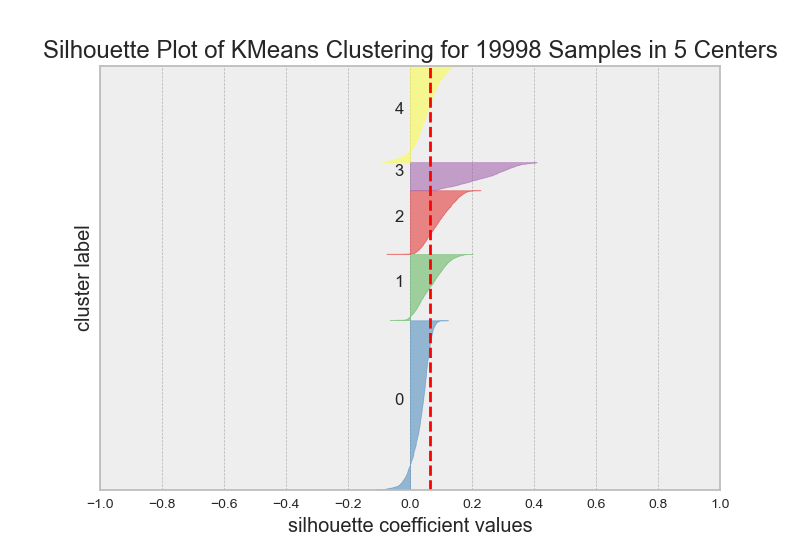 Silhouette Plot of KMeans Clustering for 19998 Samples in 5 Centers
cluster label
4
3
2
1
0
−1.0 −0.8 −0.6 −0.4 −0.2 0.0 0.2 0.4 0.6 0.8 1.0
silhouette coefficient values